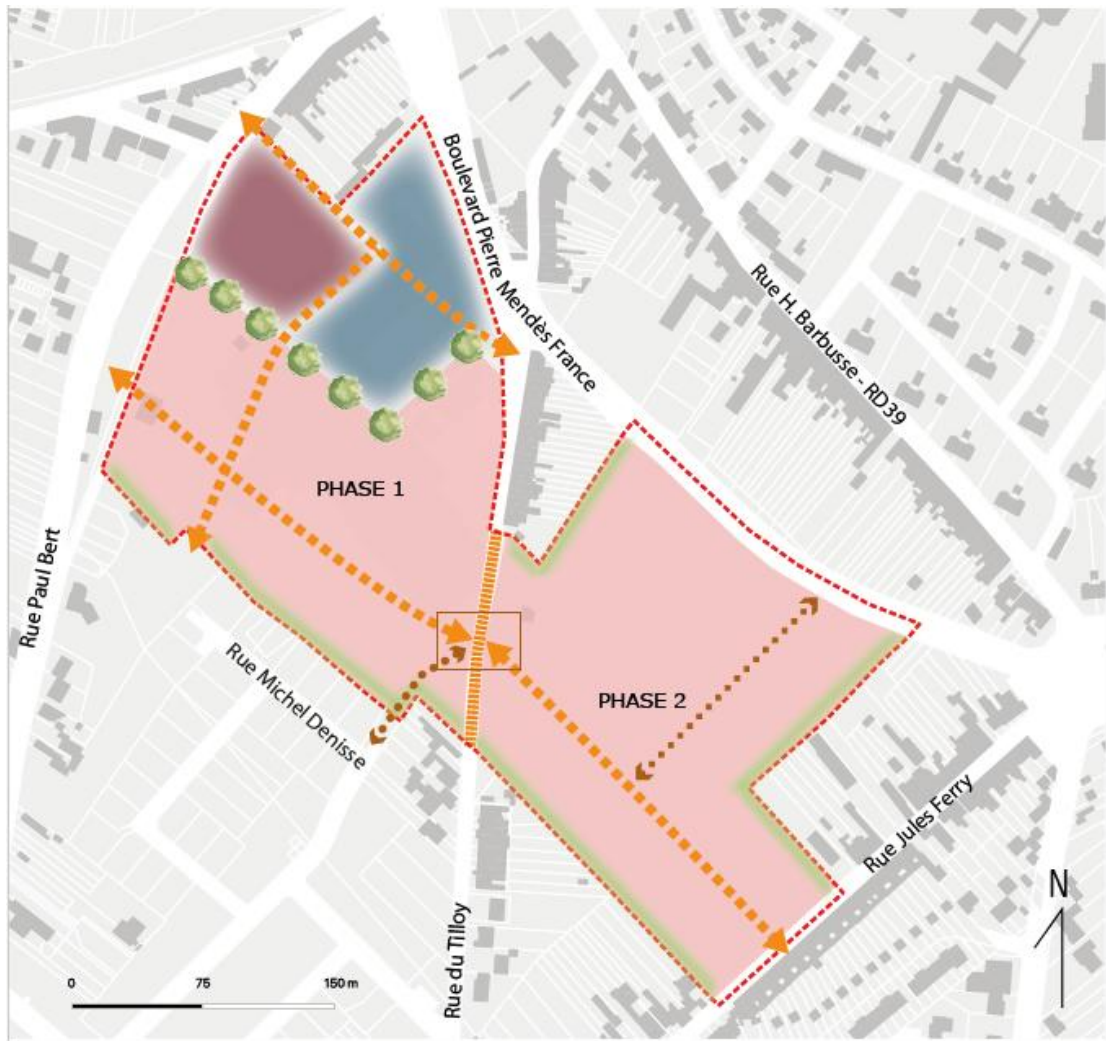 Boulevard Pierre Mendès France
Rue H. Barbusse - RD39
PHASE 1
Rue Paul Bert
Rue Michel Denisse
PHASE 2
Rue Jules Ferry
Rue du Tilloy
N
0 75 150 m